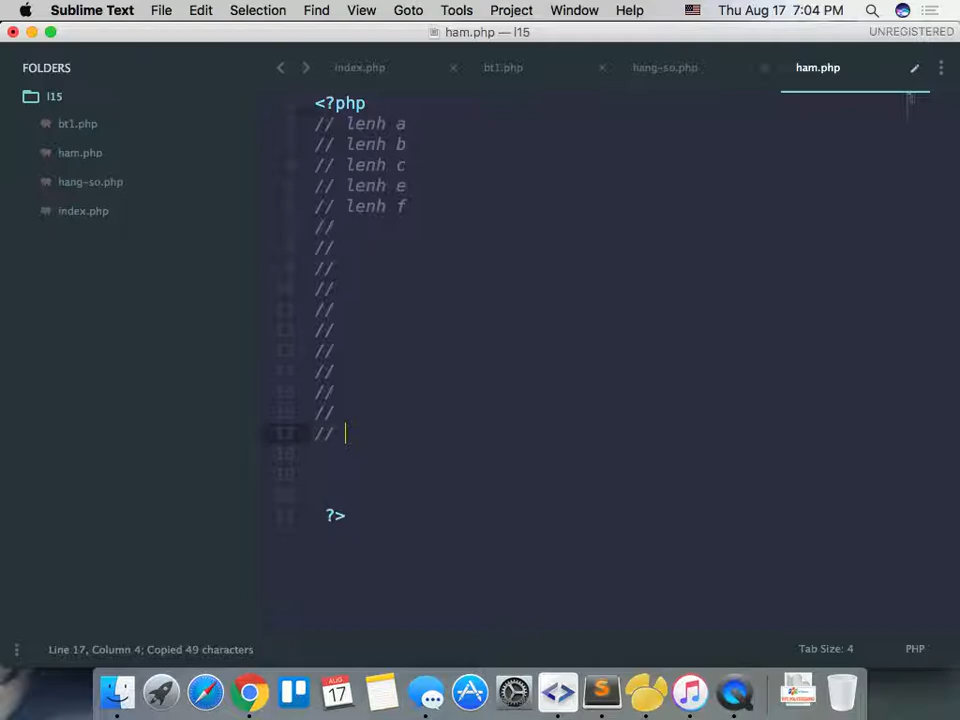 Sublime Text File Edit Selection Find View Goto Tools Project Window Help Thu Aug 17 7:04 PM
ham.php — l15 UNREGISTERED
FOLDERS
l15
bt1.php
ham.php
hang-so.php
index.php
index.php bt1.php hang-so.php ham.php
<?php
// lenh a
// lenh b
// lenh c
// lenh e
// lenh f
//
//
//
//
//
//
//
//
//
//
//
?>
Line 17, Column 4; Copied 49 characters Tab Size: 4 PHP
AUG
17